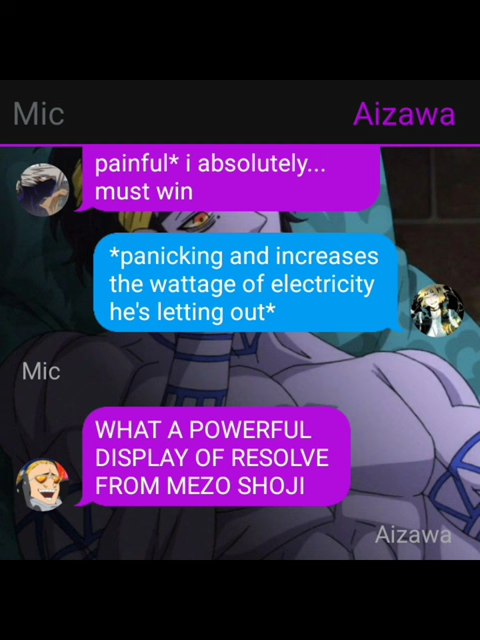 Mic Aizawa
painful* i absolutely...
must win
*panicking and increases
the wattage of electricity
he's letting out*
Mic
WHAT A POWERFUL
DISPLAY OF RESOLVE
FROM MEZO SHOJI
Aizawa